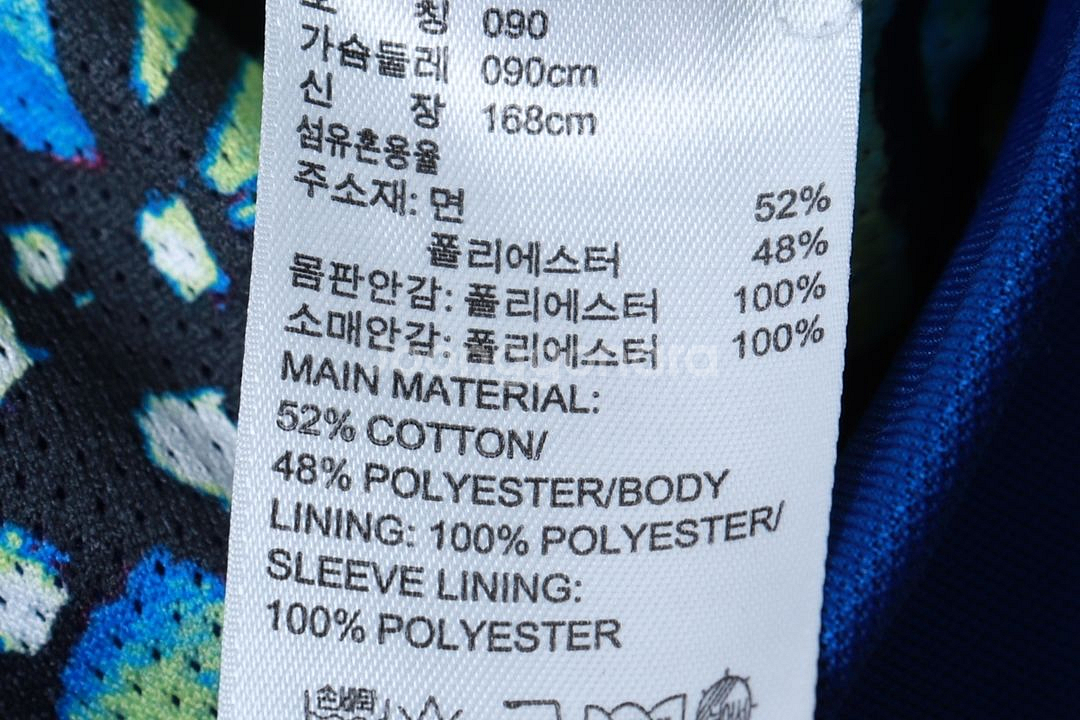 칭 090
가슴둘레 090cm
신 장 168cm
섬유혼용율
주소재: 면 52%
폴리에스터 48%
몸판안감: 폴리에스터 100%
소매안감: 폴리에스터 100%
MAIN MATERIAL:
52% COTTON/
48% POLYESTER/BODY
LINING: 100% POLYESTER/
SLEEVE LINING:
100% POLYESTER
손세탁